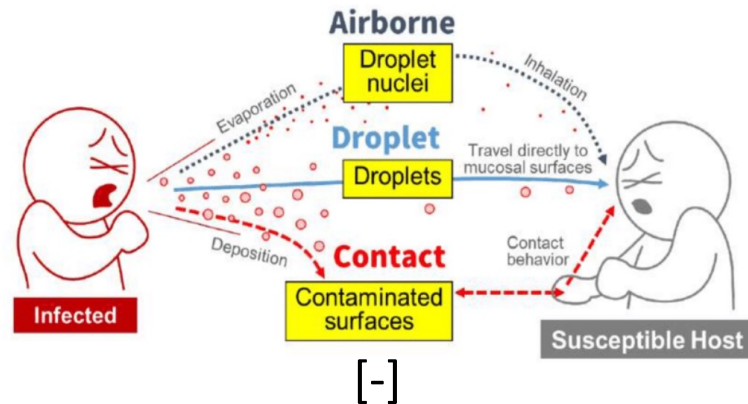 Airborne
Droplet
nuclei
Evaporation
Inhalation
Droplet
Droplets
Travel directly to
mucosal surfaces
Deposition
Contact
Contact
behavior
Contaminated
surfaces
Infected
Susceptible Host
[-]